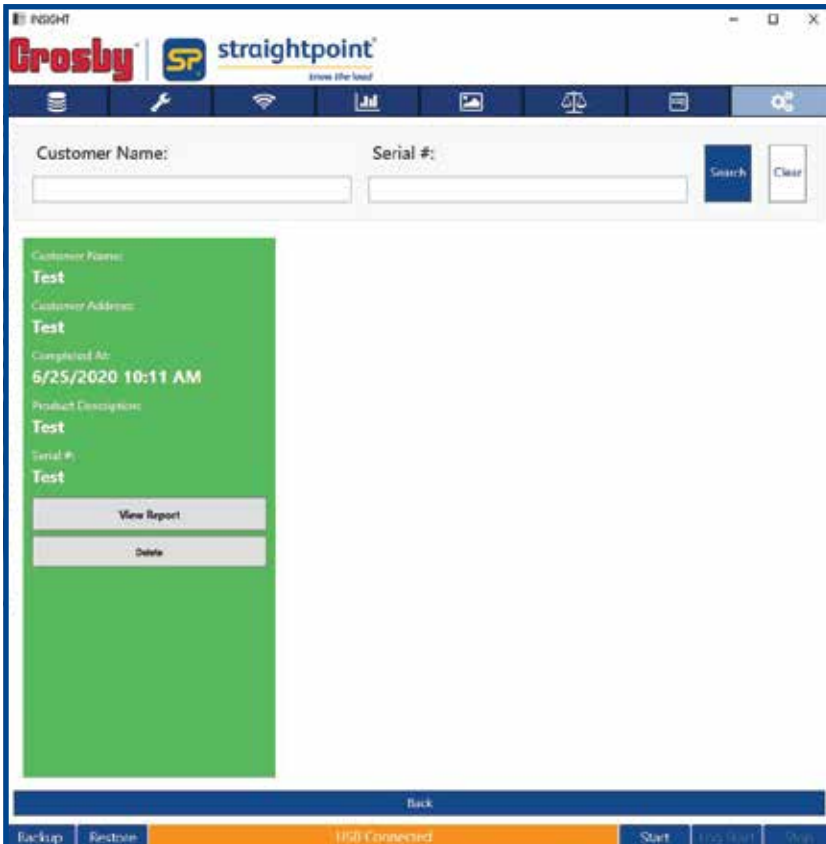 INSIGHT
Crosby SP straightpoint
know the load
Customer Name: Serial #:
Search Clear
Customer Name:
Test
Customer Address:
Test
Completed At:
6/25/2020 10:11 AM
Product Description:
Test
Serial #:
Test
View Report
Delete
Back
Backup Restore USB Connected Start Log Start Stop